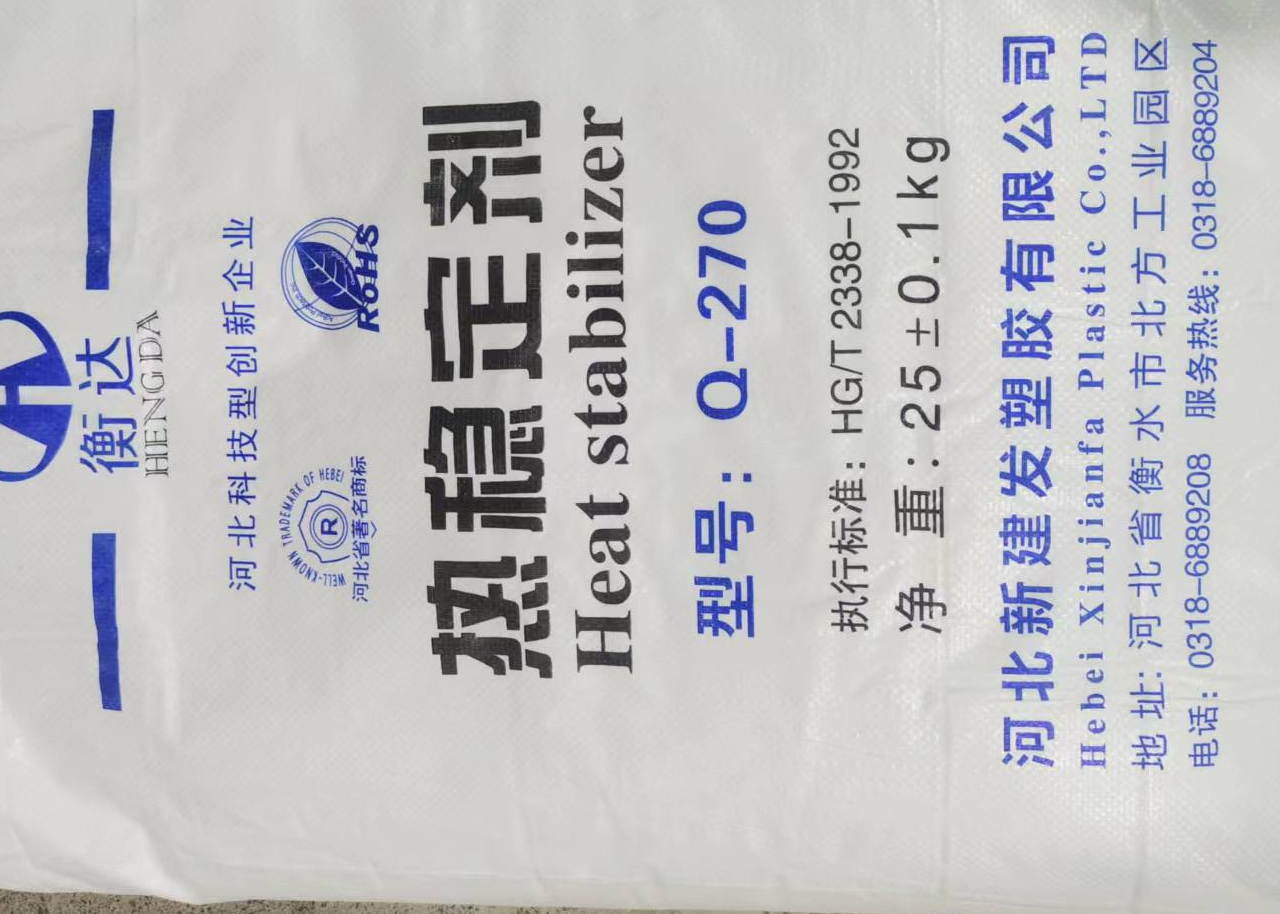 衡达
HENG DA
河北科技型创新企业
WELL-KNOWN TRADEMARK OF HEBEI
R
河北省著名商标
RoHS
热稳定剂
Heat stabilizer
型号：Q-270
执行标准：HG/T 2338-1992
净 重：25±0.1kg
河北新建发塑胶有限公司
Hebei Xinjianfa Plastic Co.,LTD
地址：河北省衡水市北方工业园区
电话：0318-6889208 服务热线：0318-6889204